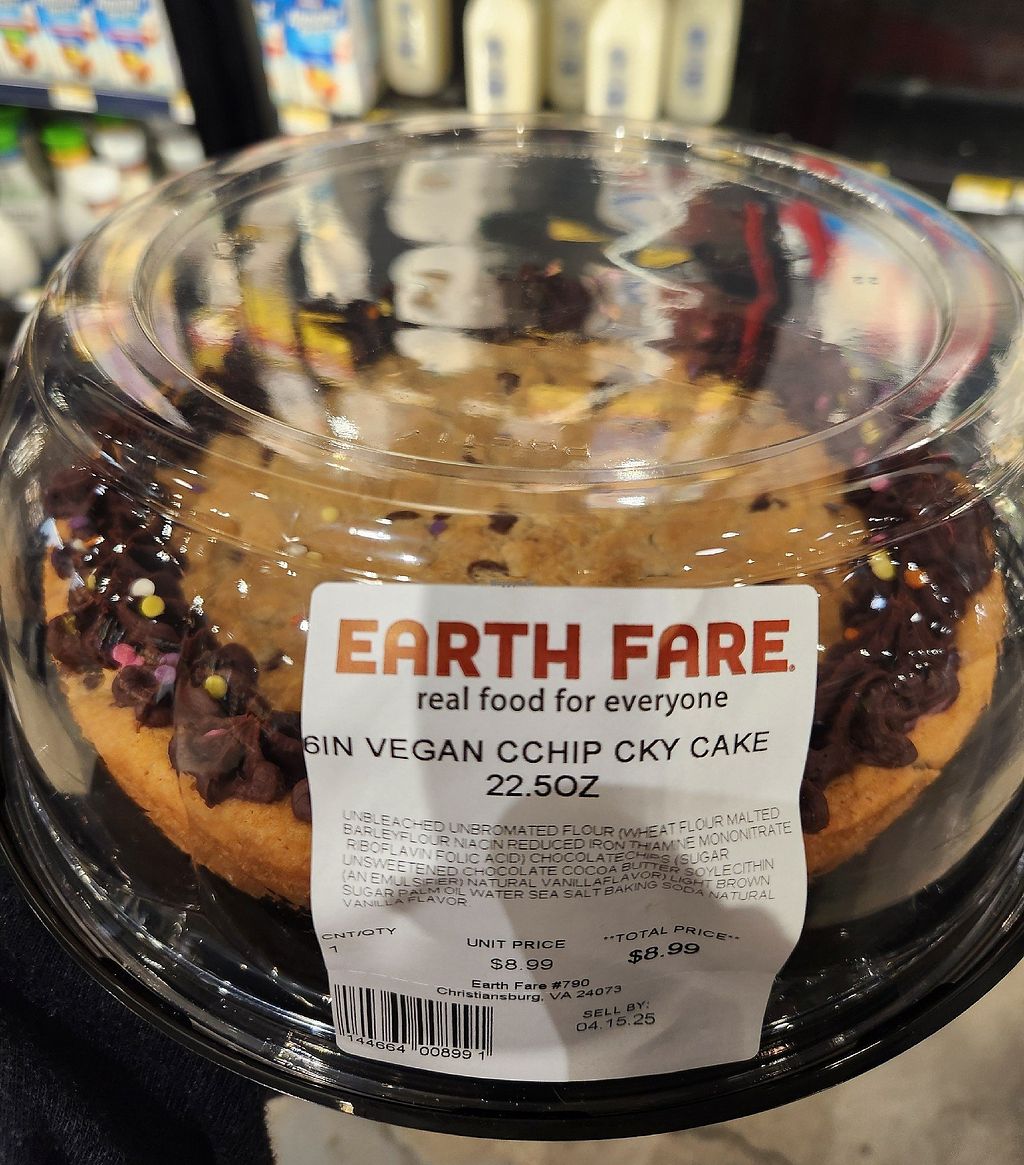 EARTH FARE
real food for everyone
6IN VEGAN CCHIP CKY CAKE
22.5OZ
UNBLEACHED UNBROMATED FLOUR (WHEAT FLOUR MALTED
BARLEYFLOUR NIACIN REDUCED IRON THIAMINE MONONITRATE
RIBOFLAVIN FOLIC ACID) CHOCOLATECHIPS (SUGAR
UNSWEETENED CHOCOLATE COCOA BUTTER SOYLECITHIN
(AN EMULSIFIER) NATURAL VANILLAFLAVOR) LIGHT BROWN
SUGAR PALM OIL WATER SEA SALT BAKING SODA NATURAL
VANILLA FLAVOR
CNT/QTY
1
UNIT PRICE
$8.99
**TOTAL PRICE**
$8.99
Earth Fare #790
Christiansburg, VA 24073
SELL BY:
04.15.25
144664 00899 1